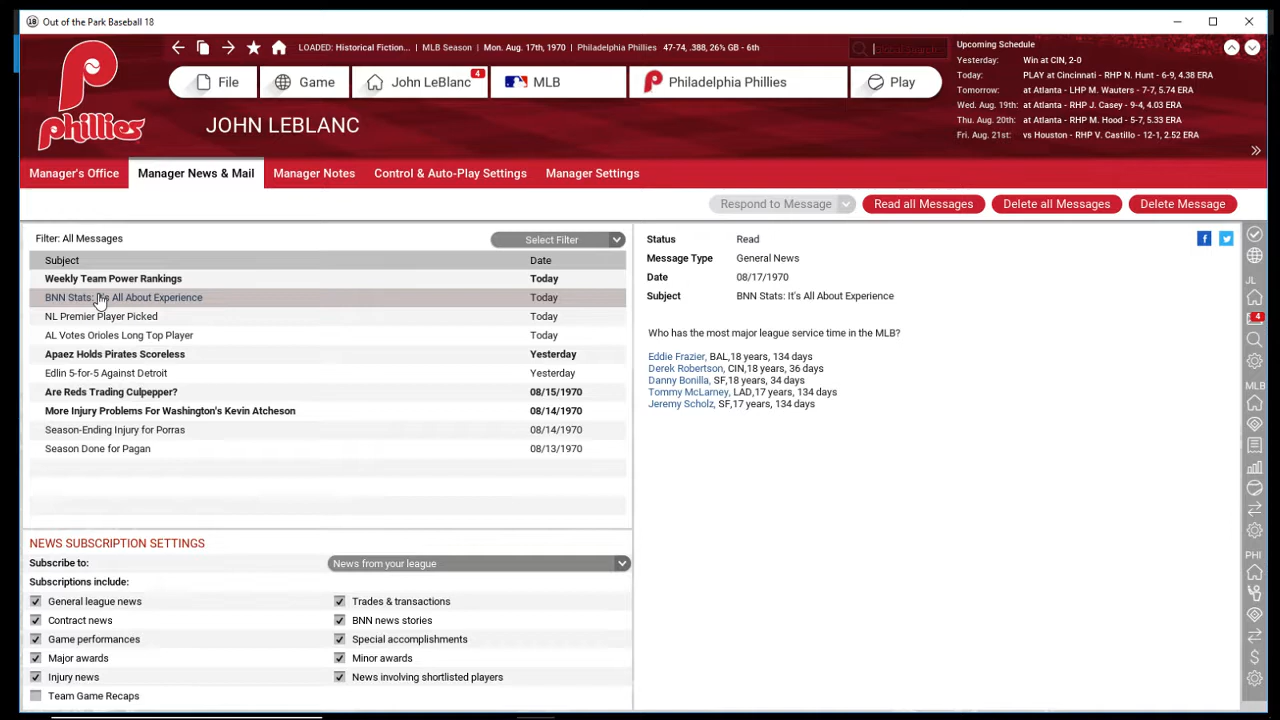 18 Out of the Park Baseball 18
LOADED: Historical Fiction... | MLB Season | Mon. Aug. 17th, 1970 | Philadelphia Phillies 47-74, .388, 26½ GB - 6th
Upcoming Schedule
Yesterday: Win at CIN, 2-0
Today: PLAY at Cincinnati - RHP N. Hunt - 6-9, 4.38 ERA
Tomorrow: at Atlanta - LHP M. Wauters - 7-7, 5.74 ERA
Wed. Aug. 19th: at Atlanta - RHP J. Casey - 9-4, 4.03 ERA
Thu. Aug. 20th: at Atlanta - RHP M. Hood - 5-7, 5.33 ERA
Fri. Aug. 21st: vs Houston - RHP V. Castillo - 12-1, 2.52 ERA
File Game John LeBlanc 4 MLB Philadelphia Phillies Play
Phillies
JOHN LEBLANC
Manager's Office Manager News & Mail Manager Notes Control & Auto-Play Settings Manager Settings
Respond to Message Read all Messages Delete all Messages Delete Message
Filter: All Messages Select Filter
Subject Date
Weekly Team Power Rankings Today
BNN Stats: It's All About Experience Today
NL Premier Player Picked Today
AL Votes Orioles Long Top Player Today
Apaez Holds Pirates Scoreless Yesterday
Edlin 5-for-5 Against Detroit Yesterday
Are Reds Trading Culpepper? 08/15/1970
More Injury Problems For Washington's Kevin Atcheson 08/14/1970
Season-Ending Injury for Porras 08/14/1970
Season Done for Pagan 08/13/1970
Status Read
Message Type General News
Date 08/17/1970
Subject BNN Stats: It's All About Experience
Who has the most major league service time in the MLB?
Eddie Frazier, BAL,18 years, 134 days
Derek Robertson, CIN,18 years, 36 days
Danny Bonilla, SF,18 years, 34 days
Tommy McLarney, LAD,17 years, 134 days
Jeremy Scholz, SF,17 years, 134 days
NEWS SUBSCRIPTION SETTINGS
Subscribe to: News from your league
Subscriptions include:
General league news Trades & transactions
Contract news BNN news stories
Game performances Special accomplishments
Major awards Minor awards
Injury news News involving shortlisted players
Team Game Recaps
JL
4
MLB
PHI